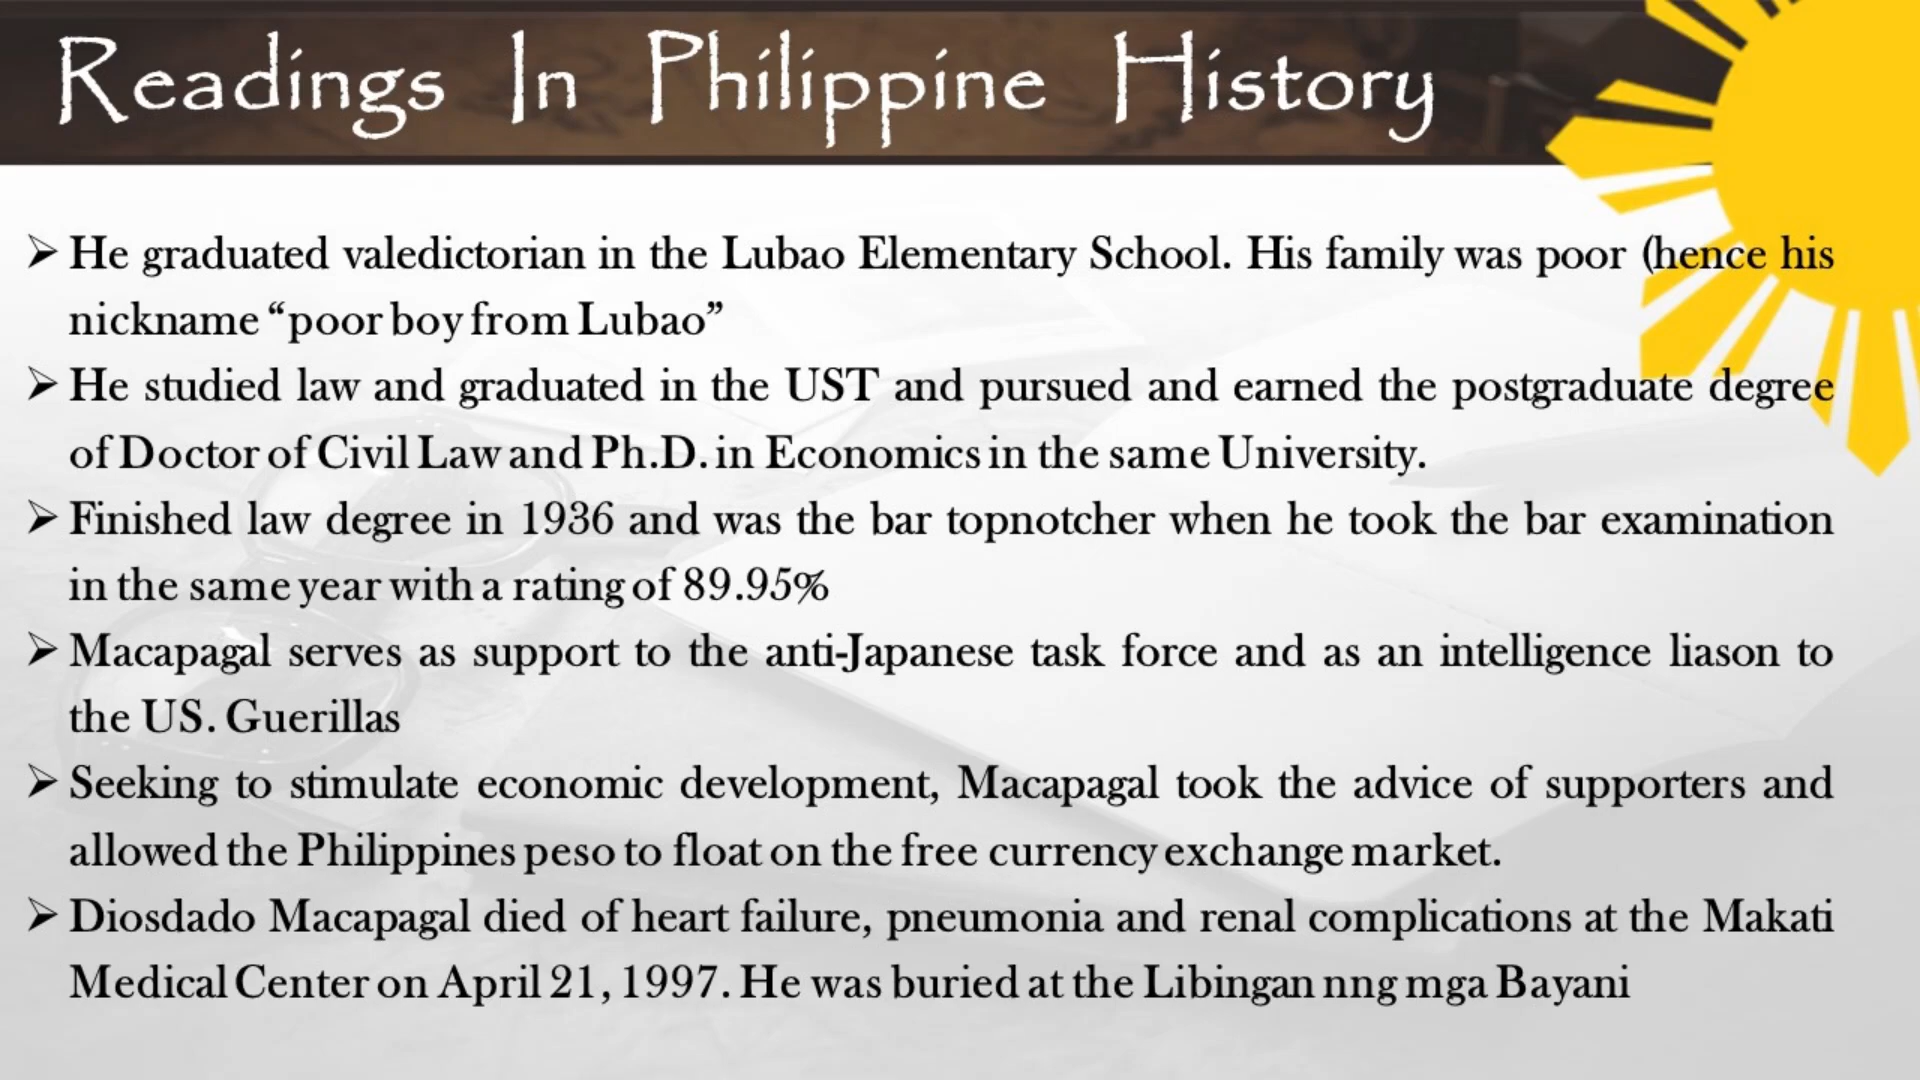 Readings In Philippine History
➢ He graduated valedictorian in the Lubao Elementary School. His family was poor (hence his
nickname “poor boy from Lubao”
➢ He studied law and graduated in the UST and pursued and earned the postgraduate degree
of Doctor of Civil Law and Ph.D. in Economics in the same University.
➢ Finished law degree in 1936 and was the bar topnotcher when he took the bar examination
in the same year with a rating of 89.95%
➢ Macapagal serves as support to the anti-Japanese task force and as an intelligence liason to
the US. Guerillas
➢ Seeking to stimulate economic development, Macapagal took the advice of supporters and
allowed the Philippines peso to float on the free currency exchange market.
➢ Diosdado Macapagal died of heart failure, pneumonia and renal complications at the Makati
Medical Center on April 21, 1997. He was buried at the Libingan nng mga Bayani